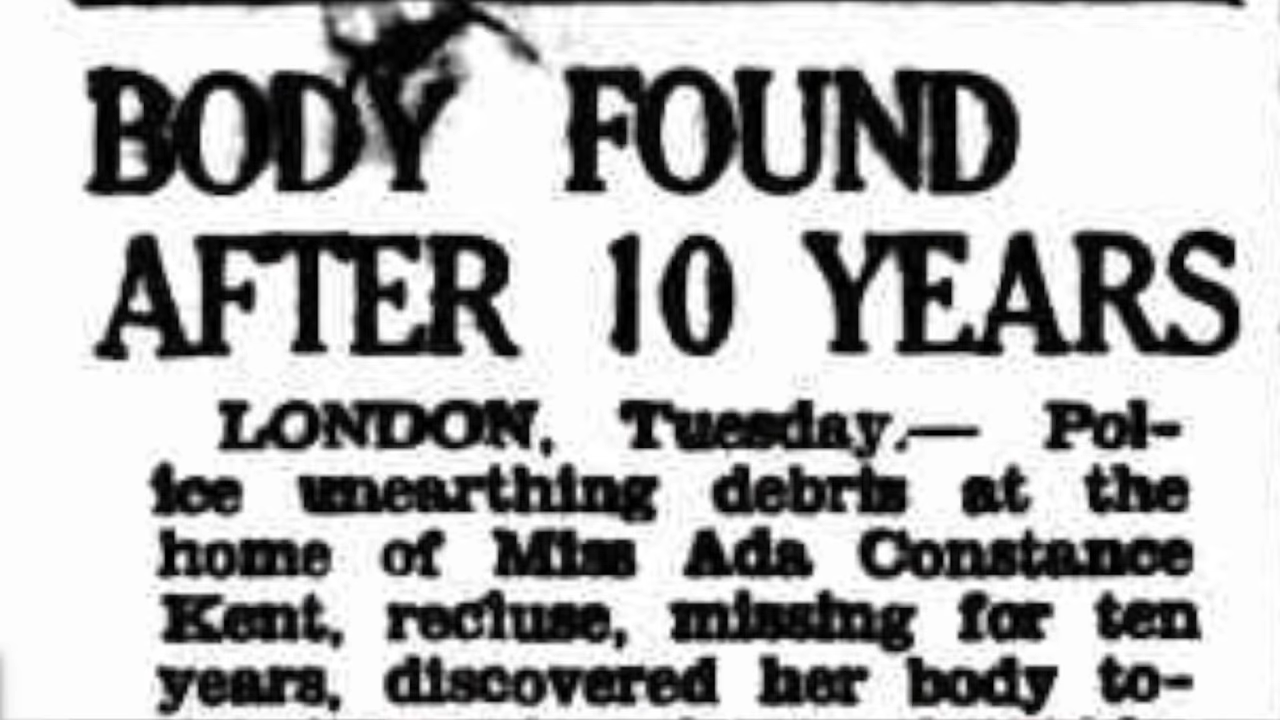 BODY FOUND
AFTER 10 YEARS
LONDON, Tuesday.— Pol-
ice unearthing debris at the
home of Miss Ada Constance
Kent, recluse, missing for ten
years, discovered her body to-